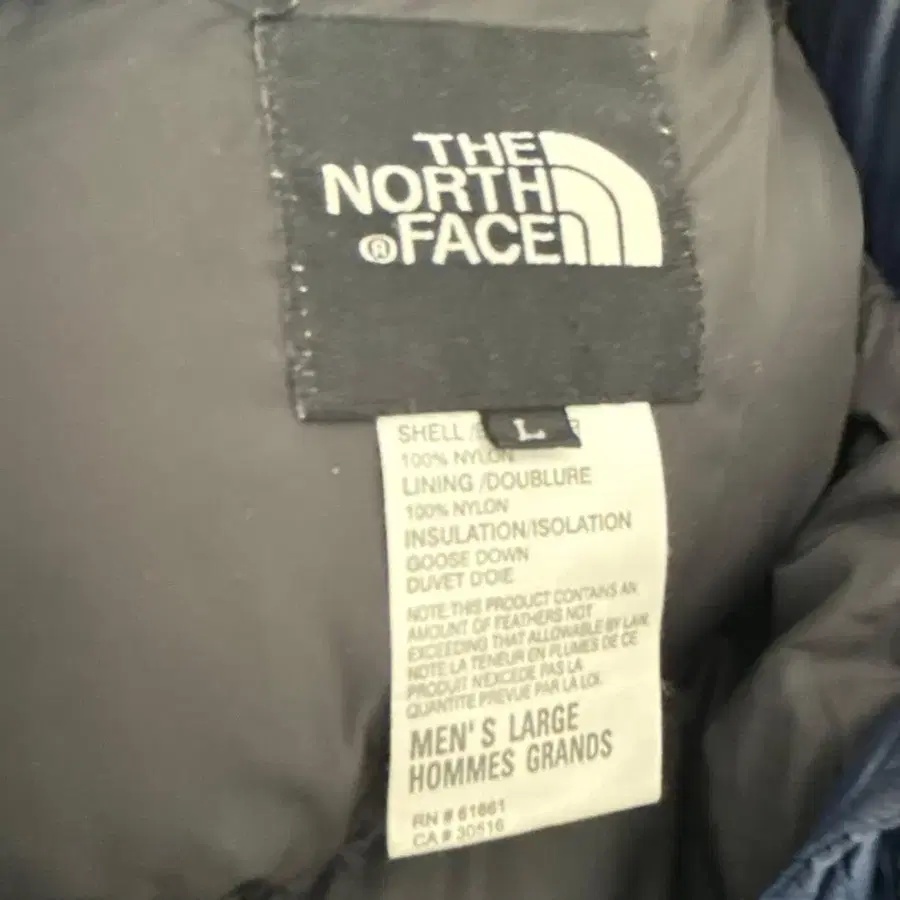 THE
NORTH
® FACE
L
SHELL /E R
100% NYLON
LINING /DOUBLURE
100% NYLON
INSULATION/ISOLATION
GOOSE DOWN
DUVET D'OIE
NOTE THIS PRODUCT CONTAINS AN
AMOUNT OF FEATHERS NOT
EXCEEDING THAT ALLOWABLE BY LAW.
NOTE LA TENEUR EN PLUMES DE CE
PRODUIT N'EXCEDE PAS LA
QUANTITE PREVUE PAR LA LOI.
MEN'S LARGE
HOMMES GRANDS
RN # 61661
CA # 30516